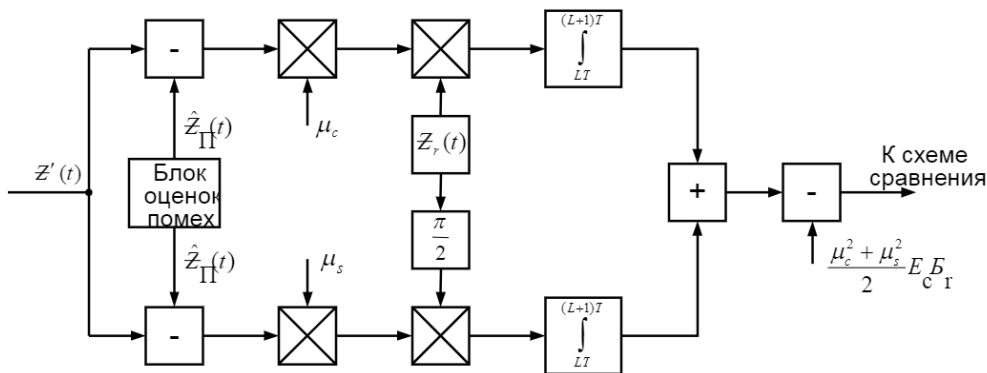 -
(L+1)T
∫
LT
Ẑ_П(t)
μ_c
Z_r(t)
Z′(t)
Блок
оценок
помех
К схеме
сравнения
+
-
π/2
Ẑ_П(t)
μ_s
(μ_c² + μ_s²)/2 E_c Б_r
-
(L+1)T
∫
LT